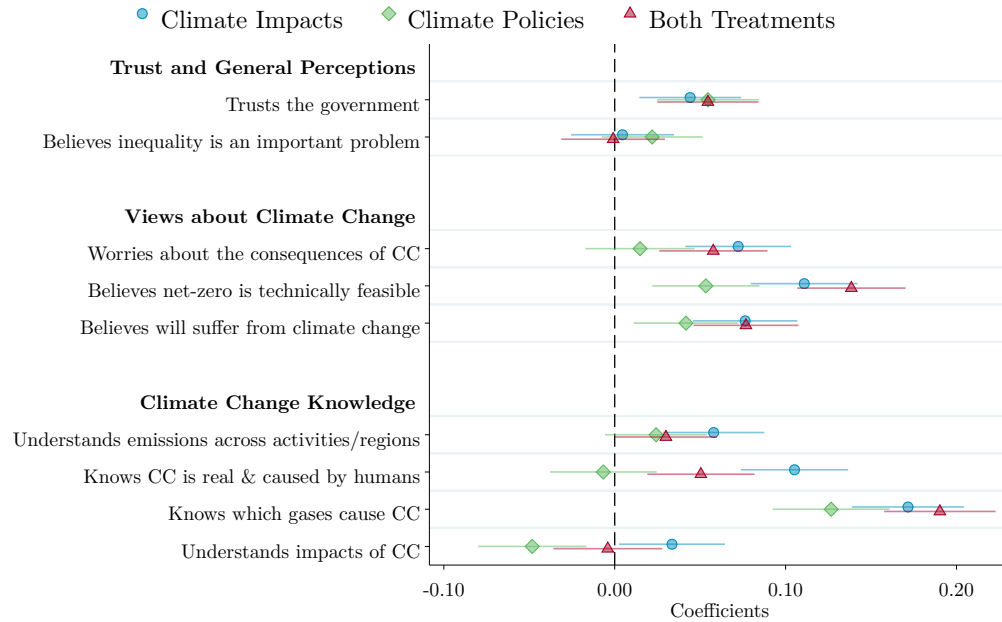 Climate Impacts Climate Policies Both Treatments
Trust and General Perceptions
Trusts the government
Believes inequality is an important problem
Views about Climate Change
Worries about the consequences of CC
Believes net-zero is technically feasible
Believes will suffer from climate change
Climate Change Knowledge
Understands emissions across activities/regions
Knows CC is real & caused by humans
Knows which gases cause CC
Understands impacts of CC
-0.10 0.00 0.10 0.20
Coefficients